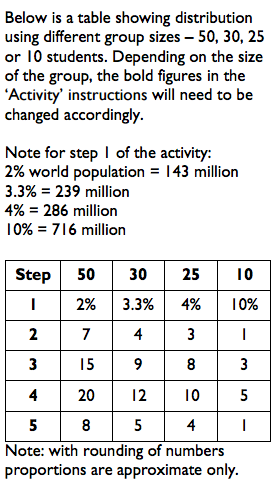 Below is a table showing distribution
using different group sizes – 50, 30, 25
or 10 students. Depending on the size
of the group, the bold figures in the
‘Activity’ instructions will need to be
changed accordingly.
Note for step 1 of the activity:
2% world population = 143 million
3.3% = 239 million
4% = 286 million
10% = 716 million
Step 50 30 25 10
1 2% 3.3% 4% 10%
2 7 4 3 1
3 15 9 8 3
4 20 12 10 5
5 8 5 4 1
Note: with rounding of numbers
proportions are approximate only.